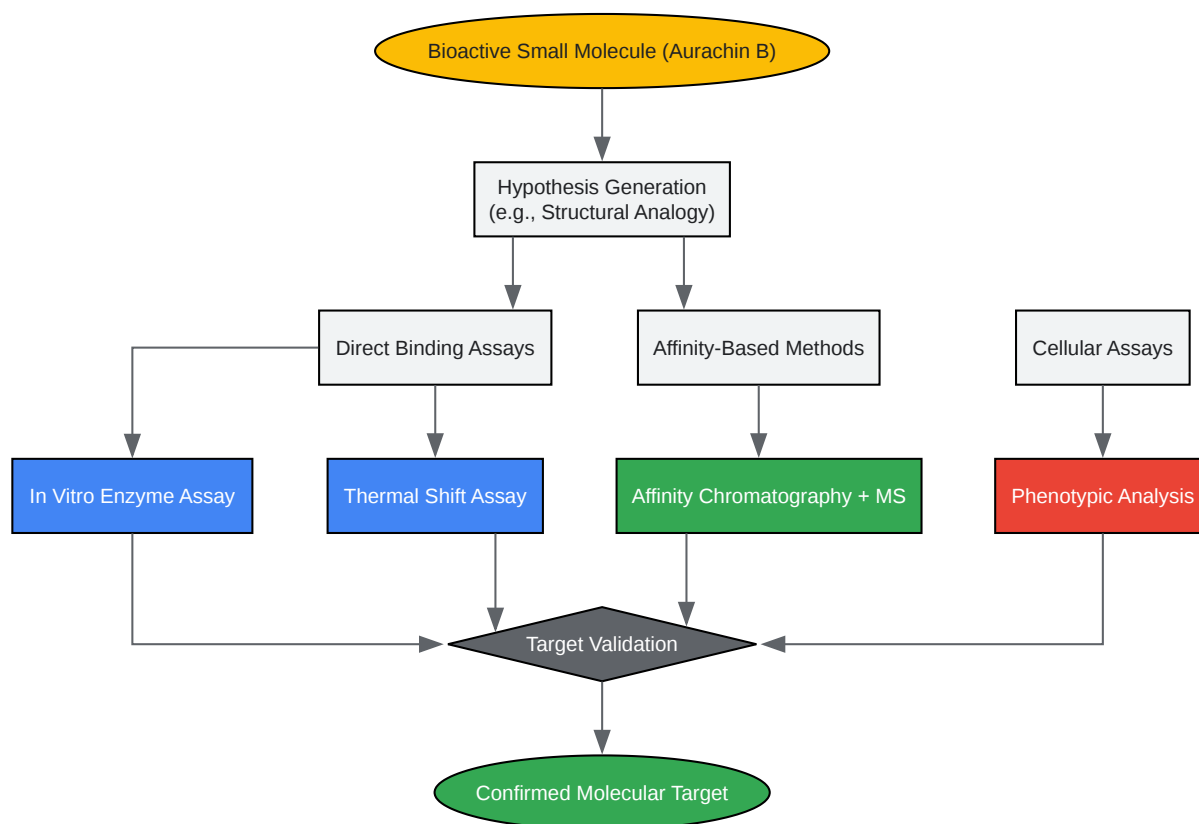 Bioactive Small Molecule (Aurachin B)
Hypothesis Generation
(e.g., Structural Analogy)
Direct Binding Assays
Affinity-Based Methods
Cellular Assays
In Vitro Enzyme Assay
Thermal Shift Assay
Affinity Chromatography + MS
Phenotypic Analysis
Target Validation
Confirmed Molecular Target